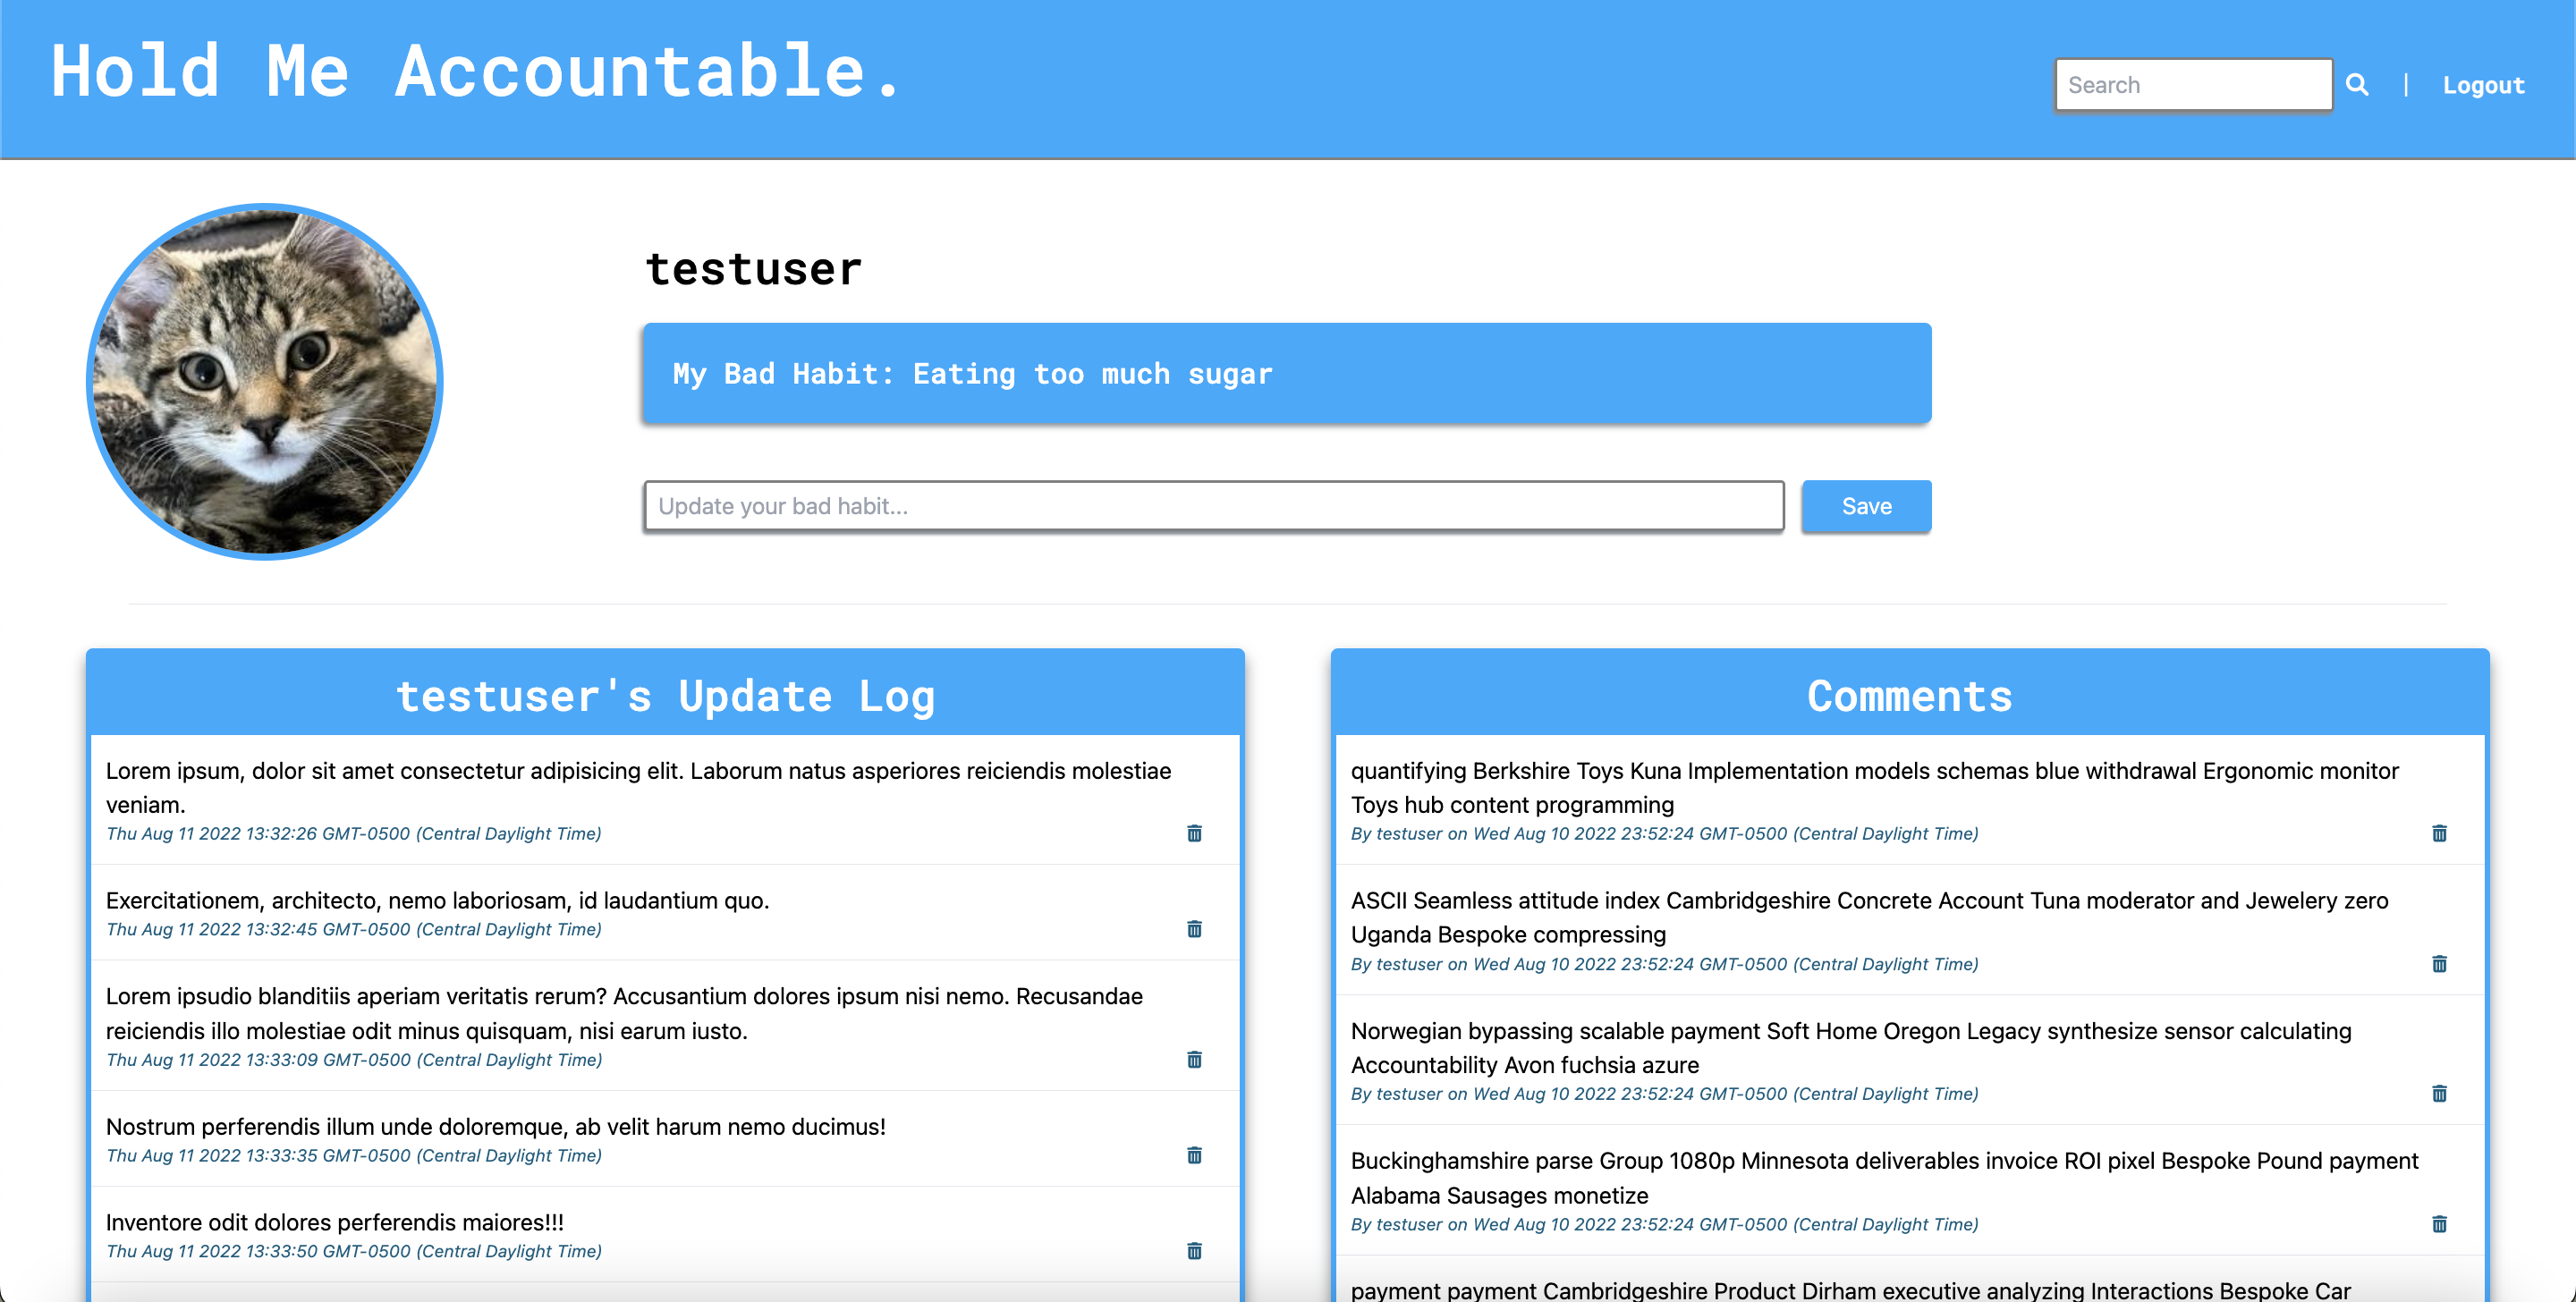 Hold Me Accountable.
Search
|
Logout
testuser
My Bad Habit: Eating too much sugar
Update your bad habit...
Save
testuser's Update Log
Lorem ipsum, dolor sit amet consectetur adipisicing elit. Laborum natus asperiores reiciendis molestiae
veniam.
Thu Aug 11 2022 13:32:26 GMT-0500 (Central Daylight Time)
Exercitationem, architecto, nemo laboriosam, id laudantium quo.
Thu Aug 11 2022 13:32:45 GMT-0500 (Central Daylight Time)
Lorem ipsudio blanditiis aperiam veritatis rerum? Accusantium dolores ipsum nisi nemo. Recusandae
reiciendis illo molestiae odit minus quisquam, nisi earum iusto.
Thu Aug 11 2022 13:33:09 GMT-0500 (Central Daylight Time)
Nostrum perferendis illum unde doloremque, ab velit harum nemo ducimus!
Thu Aug 11 2022 13:33:35 GMT-0500 (Central Daylight Time)
Inventore odit dolores perferendis maiores!!!
Thu Aug 11 2022 13:33:50 GMT-0500 (Central Daylight Time)
Comments
quantifying Berkshire Toys Kuna Implementation models schemas blue withdrawal Ergonomic monitor
Toys hub content programming
By testuser on Wed Aug 10 2022 23:52:24 GMT-0500 (Central Daylight Time)
ASCII Seamless attitude index Cambridgeshire Concrete Account Tuna moderator and Jewelery zero
Uganda Bespoke compressing
By testuser on Wed Aug 10 2022 23:52:24 GMT-0500 (Central Daylight Time)
Norwegian bypassing scalable payment Soft Home Oregon Legacy synthesize sensor calculating
Accountability Avon fuchsia azure
By testuser on Wed Aug 10 2022 23:52:24 GMT-0500 (Central Daylight Time)
Buckinghamshire parse Group 1080p Minnesota deliverables invoice ROI pixel Bespoke Pound payment
Alabama Sausages monetize
By testuser on Wed Aug 10 2022 23:52:24 GMT-0500 (Central Daylight Time)
payment payment Cambridgeshire Product Dirham executive analyzing Interactions Bespoke Car